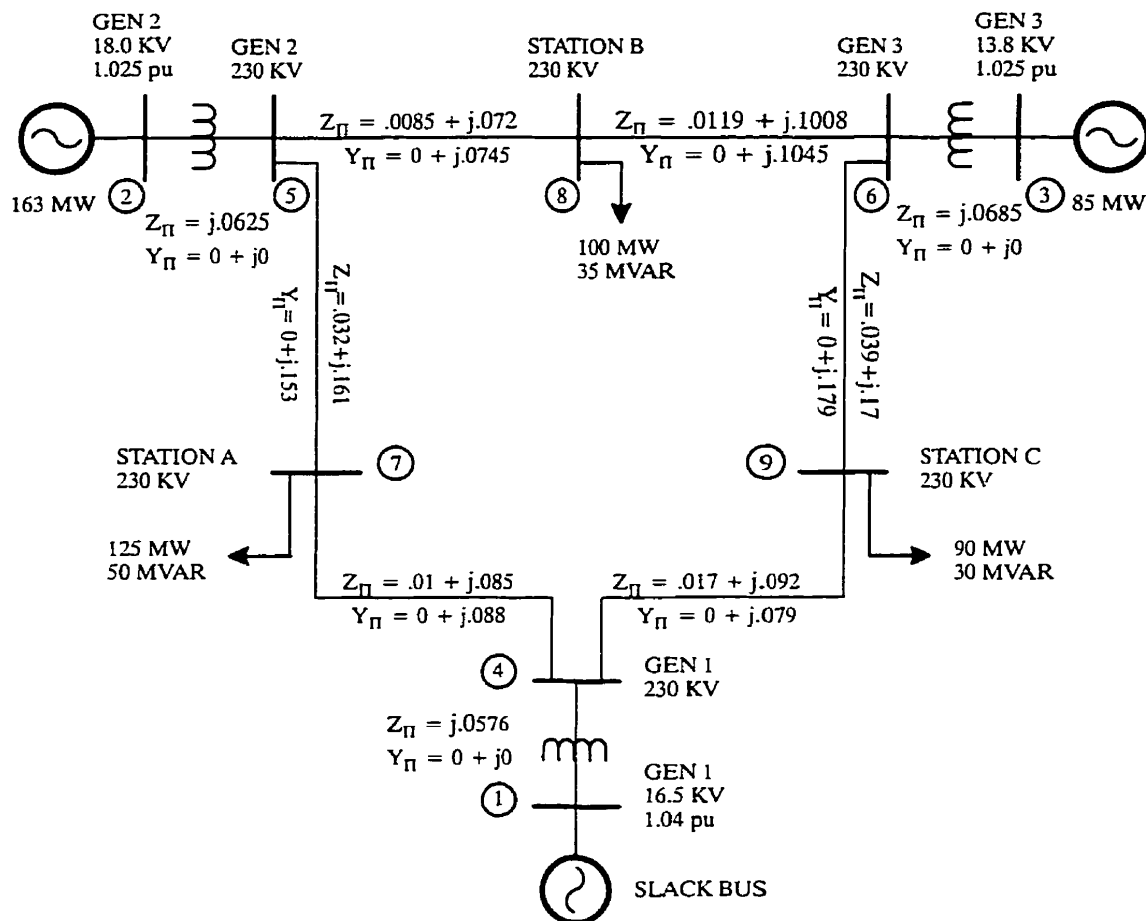 GEN 2
18.0 KV
1.025 pu
GEN 2
230 KV
STATION B
230 KV
GEN 3
230 KV
GEN 3
13.8 KV
1.025 pu
Z_Π = .0085 + j.072
Y_Π = 0 + j.0745
Z_Π = .0119 + j.1008
Y_Π = 0 + j.1045
163 MW
2
5
8
6
3
85 MW
Z_Π = j.0625
Y_Π = 0 + j0
100 MW
35 MVAR
Z_Π = j.0685
Y_Π = 0 + j0
Z_Π=.032+j.161
Y_Π= 0+j.153
Z_Π=.039+j.17
Y_Π= 0+j.179
STATION A
230 KV
7
9
STATION C
230 KV
125 MW
50 MVAR
90 MW
30 MVAR
Z_Π = .01 + j.085
Y_Π = 0 + j.088
Z_Π = .017 + j.092
Y_Π = 0 + j.079
4
GEN 1
230 KV
Z_Π = j.0576
Y_Π = 0 + j0
1
GEN 1
16.5 KV
1.04 pu
SLACK BUS